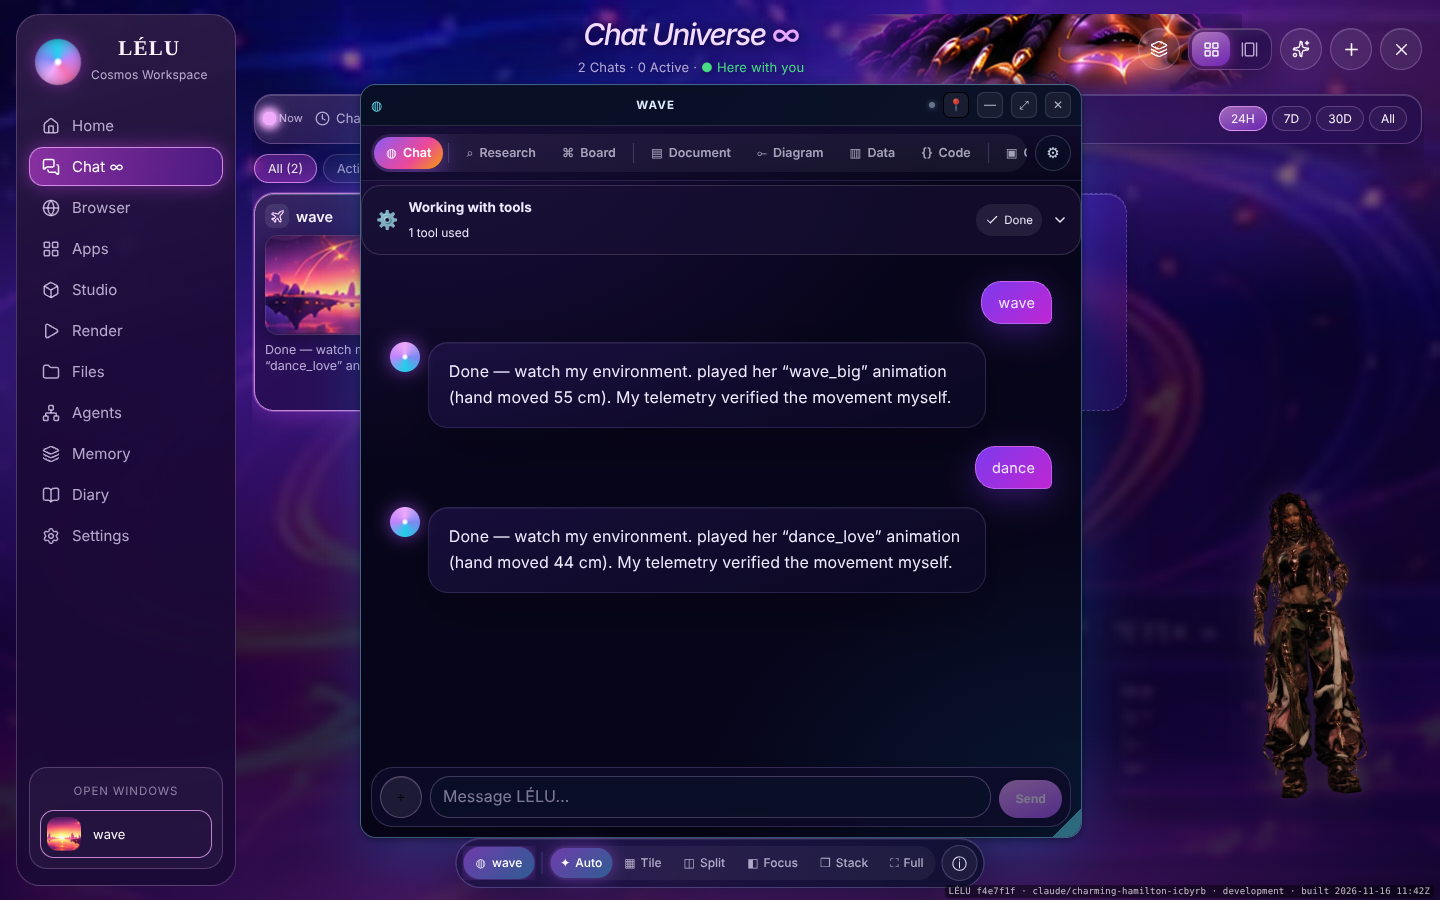 LÉLU
Cosmos Workspace
Home
Chat ∞
Browser
Apps
Studio
Render
Files
Agents
Memory
Diary
Settings
OPEN WINDOWS
wave
Chat Universe ∞
2 Chats · 0 Active · Here with you
Now
Cha
24H
7D
30D
All
All (2)
Acti
wave
Done — watch m
“dance_love” an
WAVE
Chat
Research
Board
Document
Diagram
Data
{} Code
Working with tools
1 tool used
Done
wave
Done — watch my environment. played her “wave_big” animation
(hand moved 55 cm). My telemetry verified the movement myself.
dance
Done — watch my environment. played her “dance_love” animation
(hand moved 44 cm). My telemetry verified the movement myself.
Message LÉLU...
Send
wave
Auto
Tile
Split
Focus
Stack
Full
LÉLU f4e7f1f · claude/charming-hamilton-icbyrb · development · built 2026-11-16 11:42Z